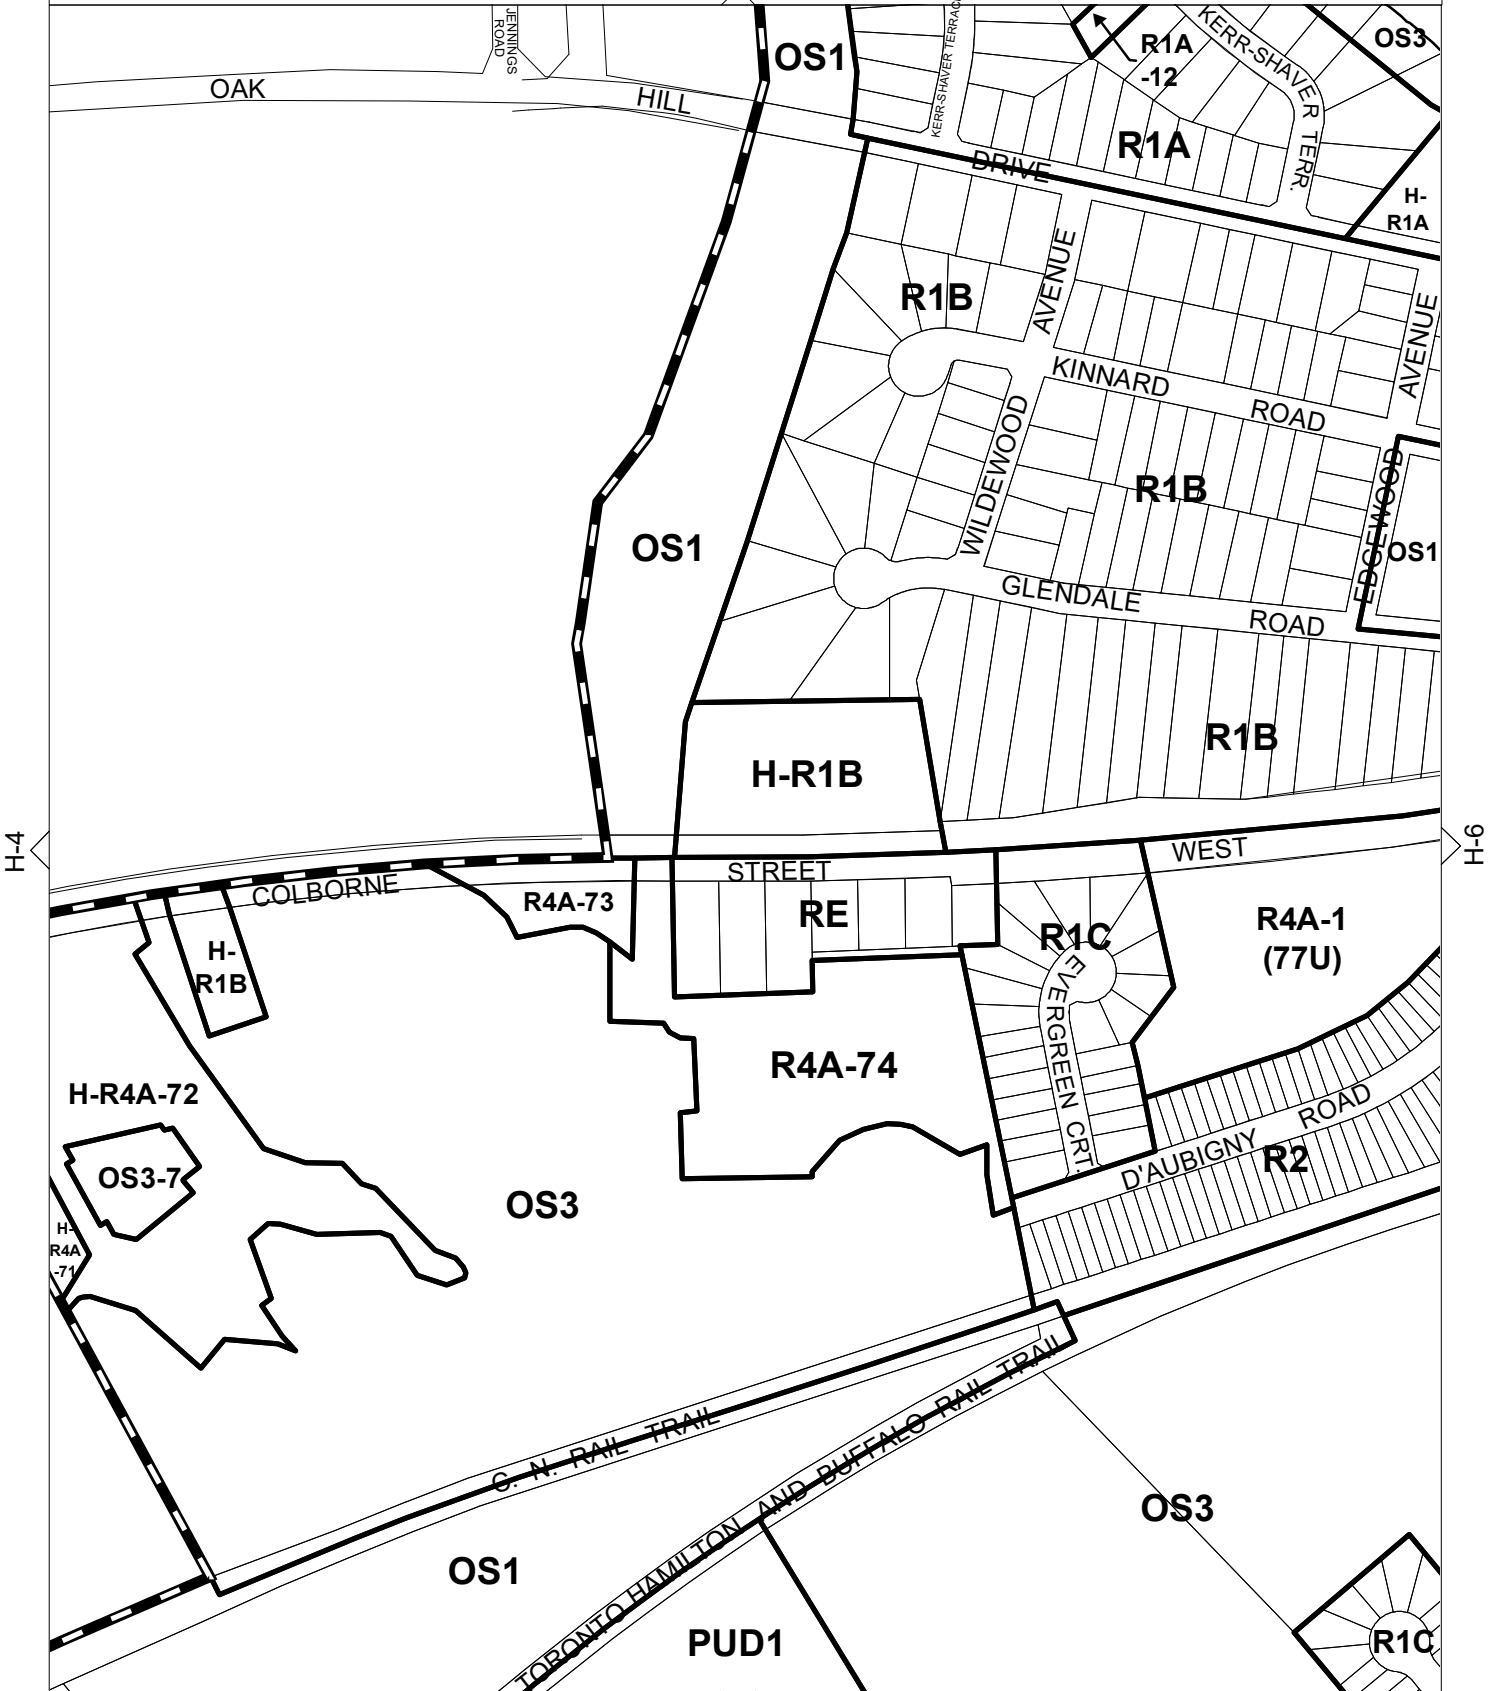 JENNINGS
ROAD
OAK
HILL
DRIVE
OS1
KERR-SHAVER TERRACE
R1A
-12
KERR-SHAVER TERR.
OS3
R1A
H-
R1A
R1B
AVENUE
AVENUE
KINNARD
ROAD
WILDEWOOD
R1B
EDGEWOOD
OS1
OS1
GLENDALE
ROAD
R1B
H-R1B
H-4
H-6
COLBORNE
STREET
WEST
R4A-73
RE
R1C
R4A-1
(77U)
H-
R1B
EVERGREEN CRT.
R4A-74
H-R4A-72
OS3-7
D'AUBIGNY
ROAD
R2
OS3
H-
R4A
-71
C. N. RAIL TRAIL
TORONTO HAMILTON AND BUFFALO RAIL TRAIL
OS3
OS1
PUD1
R1C